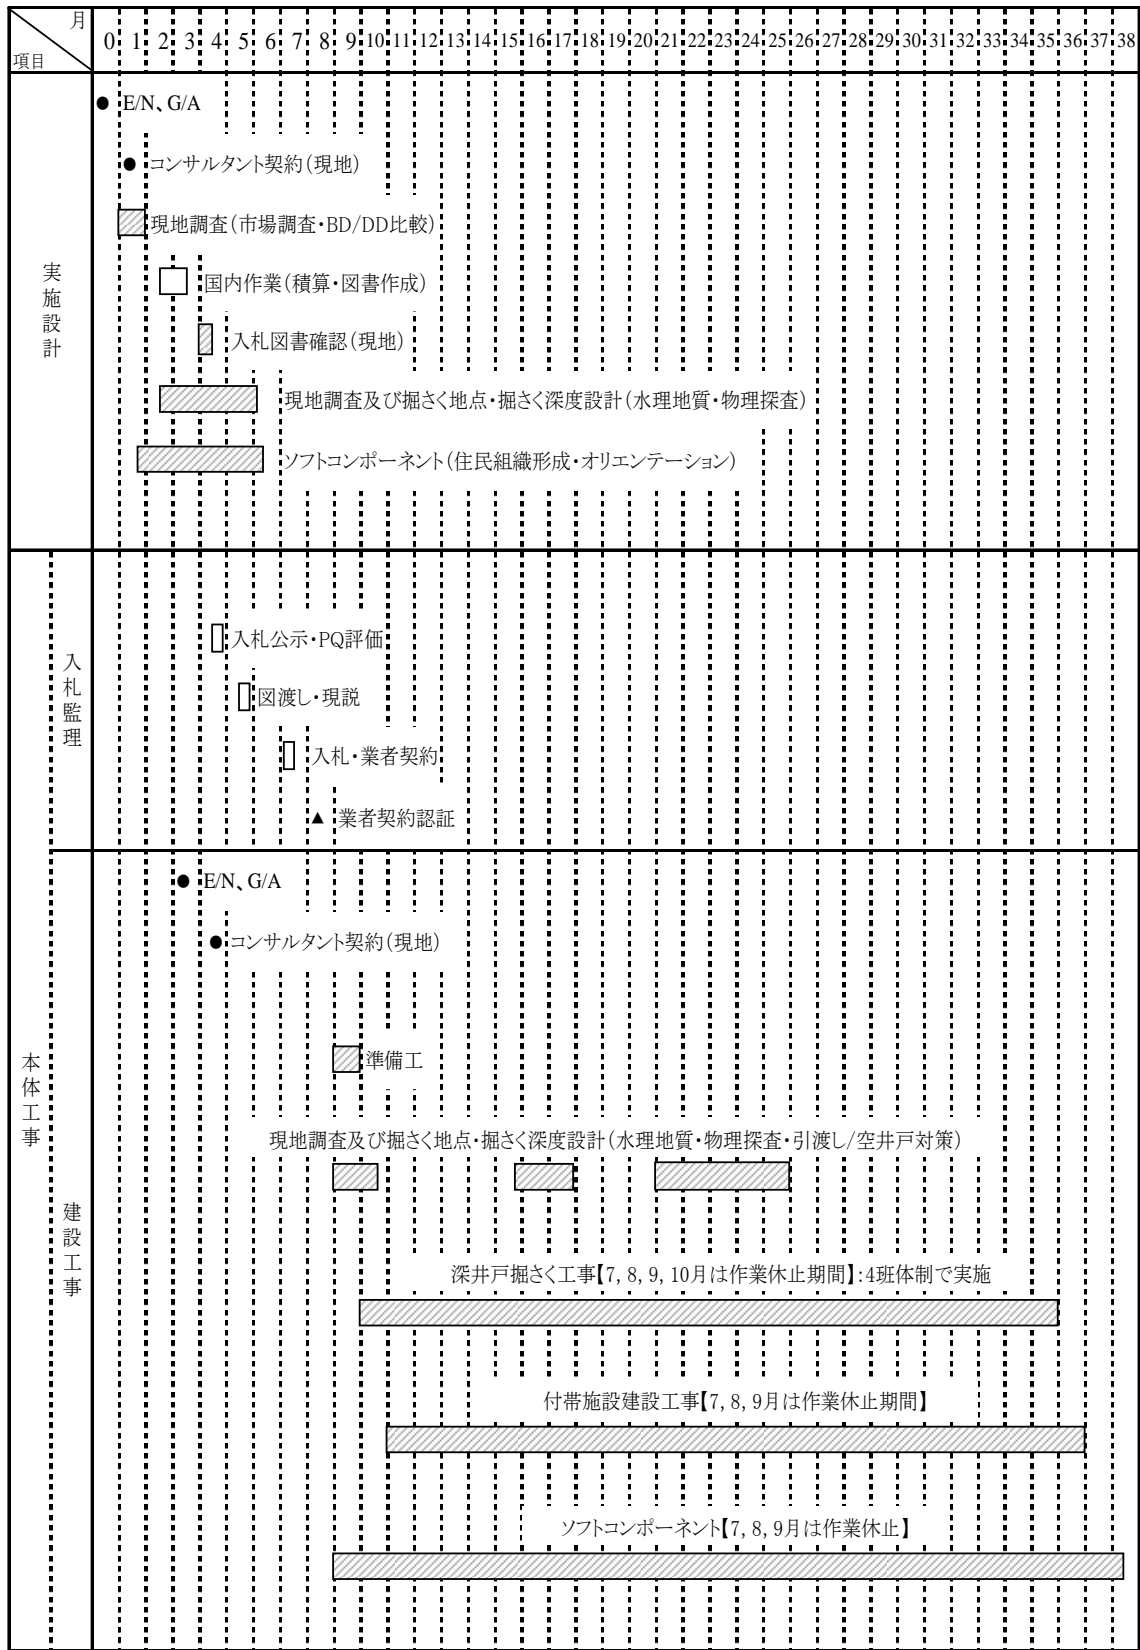 月
項目
0 1 2 3 4 5 6 7 8 9 10 11 12 13 14 15 16 17 18 19 20 21 22 23 24 25 26 27 28 29 30 31 32 33 34 35 36 37 38
実施設計
● E/N、G/A
● コンサルタント契約(現地)
現地調査(市場調査・BD/DD比較)
国内作業(積算・図書作成)
入札図書確認(現地)
現地調査及び掘さく地点・掘さく深度設計(水理地質・物理探査)
ソフトコンポーネント(住民組織形成・オリエンテーション)
本体工事
入札監理
入札公示・PQ評価
図渡し・現説
入札・業者契約
▲ 業者契約認証
建設工事
● E/N、G/A
● コンサルタント契約(現地)
準備工
現地調査及び掘さく地点・掘さく深度設計(水理地質・物理探査・引渡し/空井戸対策)
深井戸掘さく工事【7,8,9,10月は作業休止期間】:4班体制で実施
付帯施設建設工事【7,8,9月は作業休止期間】
ソフトコンポーネント【7,8,9月は作業休止】